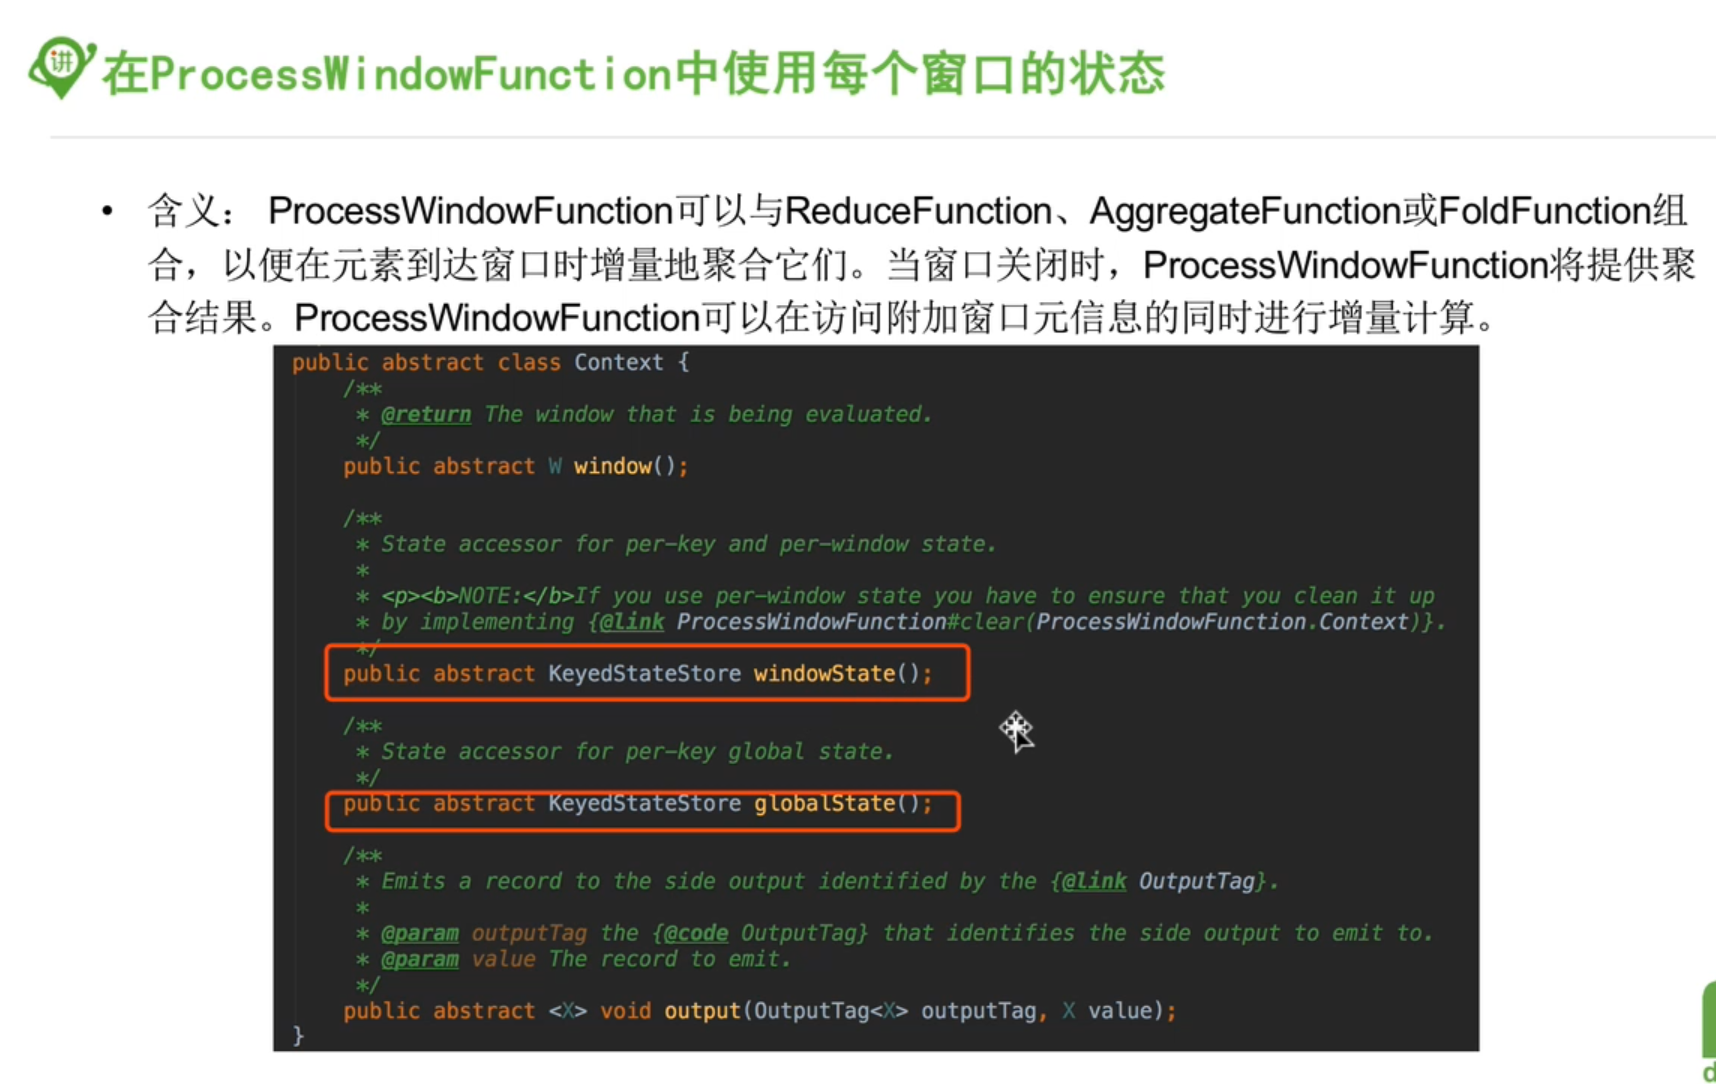 讲
在ProcessWindowFunction中使用每个窗口的状态
• 含义： ProcessWindowFunction可以与ReduceFunction、AggregateFunction或FoldFunction组
合，以便在元素到达窗口时增量地聚合它们。当窗口关闭时，ProcessWindowFunction将提供聚
合结果。ProcessWindowFunction可以在访问附加窗口元信息的同时进行增量计算。
public abstract class Context {
/**
* @return The window that is being evaluated.
*/
public abstract W window();
/**
* State accessor for per-key and per-window state.
*
* <p><b>NOTE:</b>If you use per-window state you have to ensure that you clean it up
* by implementing {@link ProcessWindowFunction#clear(ProcessWindowFunction.Context)}.
*/
public abstract KeyedStateStore windowState();
/**
* State accessor for per-key global state.
*/
public abstract KeyedStateStore globalState();
/**
* Emits a record to the side output identified by the {@link OutputTag}.
*
* @param outputTag the {@code OutputTag} that identifies the side output to emit to.
* @param value The record to emit.
*/
public abstract <X> void output(OutputTag<X> outputTag, X value);
}